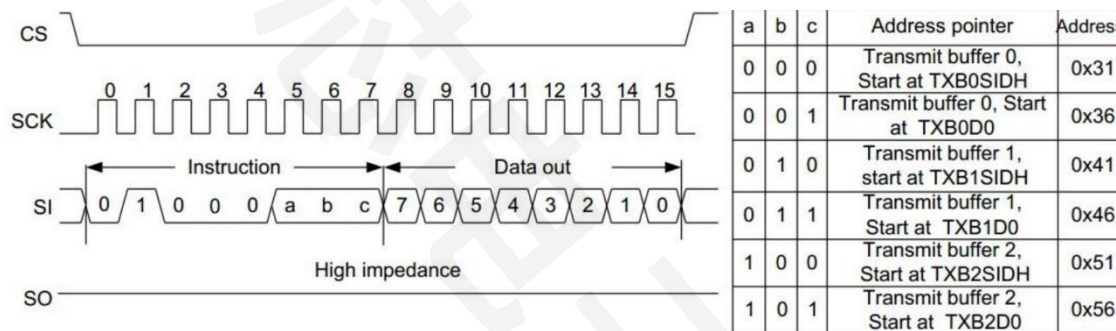 CS
0 1 2 3 4 5 6 7 8 9 10 11 12 13 14 15
SCK
Instruction Data out
SI 0 1 0 0 0 a b c 7 6 5 4 3 2 1 0
High impedance
SO
a b c Address pointer Addres
0 0 0 Transmit buffer 0, 0x31
Start at TXB0SIDH
0 0 1 Transmit buffer 0, Start 0x36
at TXB0D0
0 1 0 Transmit buffer 1, 0x41
start at TXB1SIDH
0 1 1 Transmit buffer 1, 0x46
Start at TXB1D0
1 0 0 Transmit buffer 2, 0x51
Start at TXB2SIDH
1 0 1 Transmit buffer 2, 0x56
Start at TXB2D0